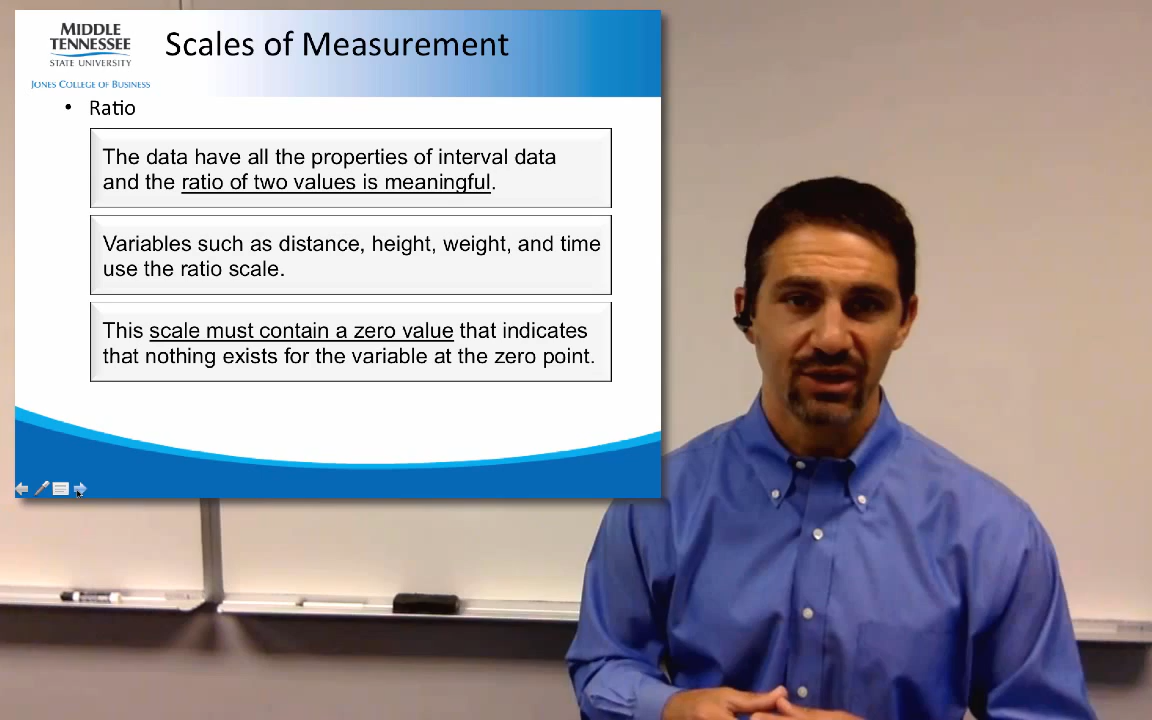 MIDDLE
TENNESSEE
STATE UNIVERSITY
JONES COLLEGE OF BUSINESS
Scales of Measurement
• Ratio
The data have all the properties of interval data
and the ratio of two values is meaningful.
Variables such as distance, height, weight, and time
use the ratio scale.
This scale must contain a zero value that indicates
that nothing exists for the variable at the zero point.